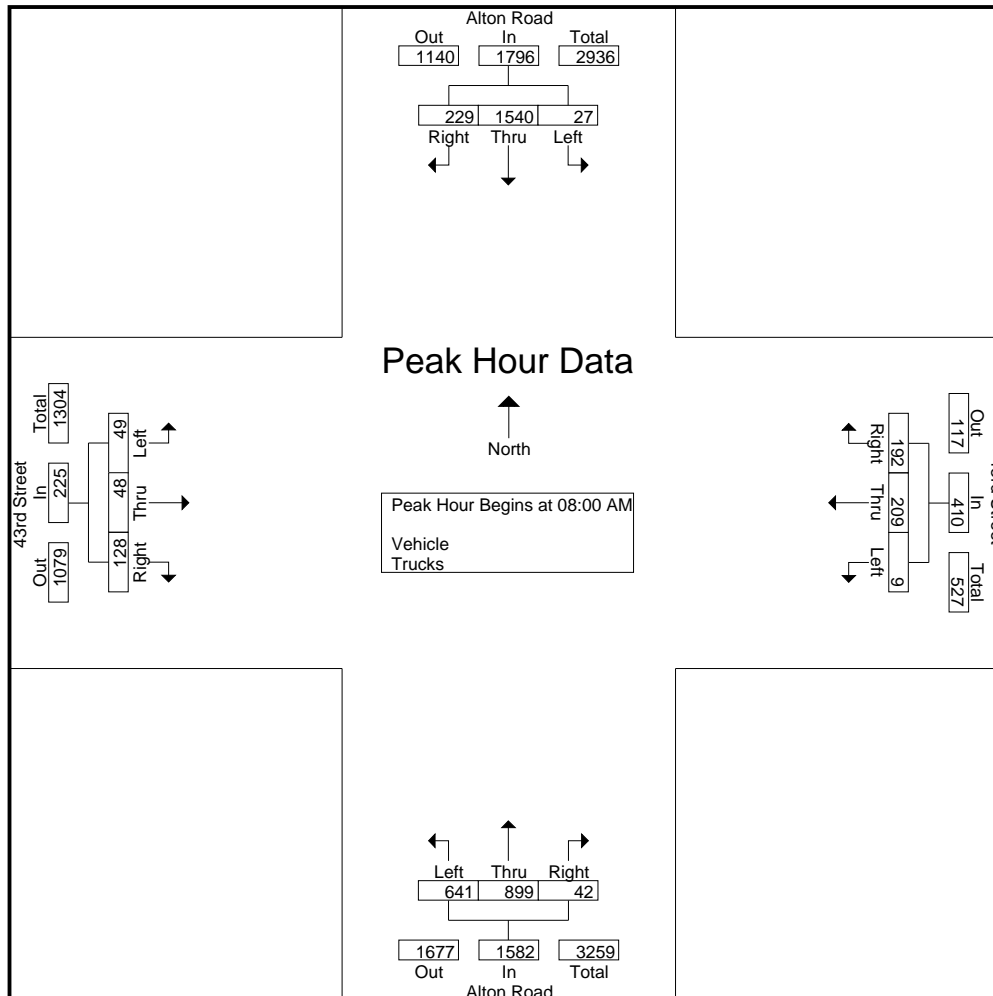 Alton Road
Out In Total
1140 1796 2936
229 1540 27
Right Thru Left
Peak Hour Data
North
Peak Hour Begins at 08:00 AM
Vehicle
Trucks
43rd Street
Total In Out
1304 225 1079
49 48 128
Left Thru Right
Out In Total
117 410 527
192 209 9
Right Thru Left
Left Thru Right
641 899 42
1677 1582 3259
Out In Total
Alton Road